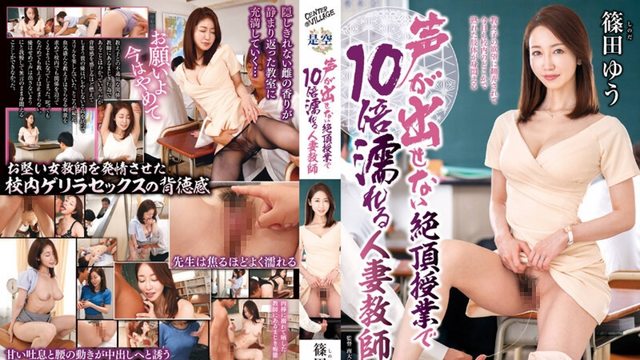 CENTER VILLAGE
是空
隠しきれない雌の香りが
静まり返った教室に
充満していく…
お願いよ
今はやめて
お堅い女教師を発情させた
校内ゲリラセックスの背徳感
先生は焦るほどよく濡れる
甘い吐息と腰の動きが中出しへと誘う
声が出せない絶頂授業で
10倍濡れる人妻教師
篠
声が出せない絶頂授業で
10倍濡れる人妻教師
篠田ゆう
しのだ